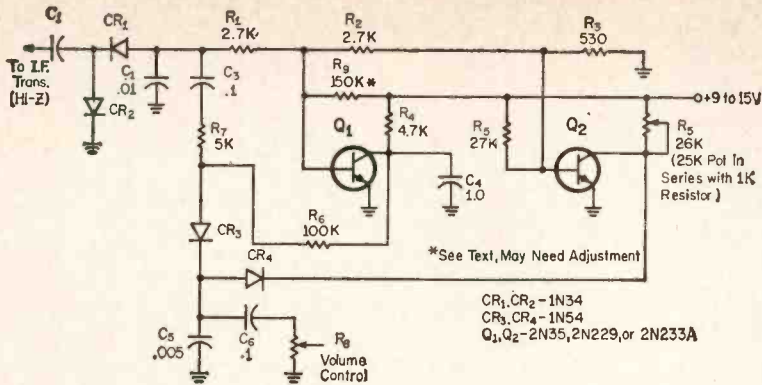 C1
CR1
R1
2.7K
R2
2.7K
R3
530
To I.F.
Trans.
(HI-Z)
CR2
C1
.01
C3
.1
R9
150K*
R7
5K
Q1
R4
4.7K
R5
27K
Q2
+9 to 15V
R5
26K
(25K Pot in
Series with 1K
Resistor)
C4
1.0
R6
100K
CR3
CR4
*See Text, May Need Adjustment
CR1, CR2-1N34
CR3, CR4-1N54
Q1, Q2-2N35, 2N229, or 2N233A
C5
.005
C6
.1
R8
Volume
Control